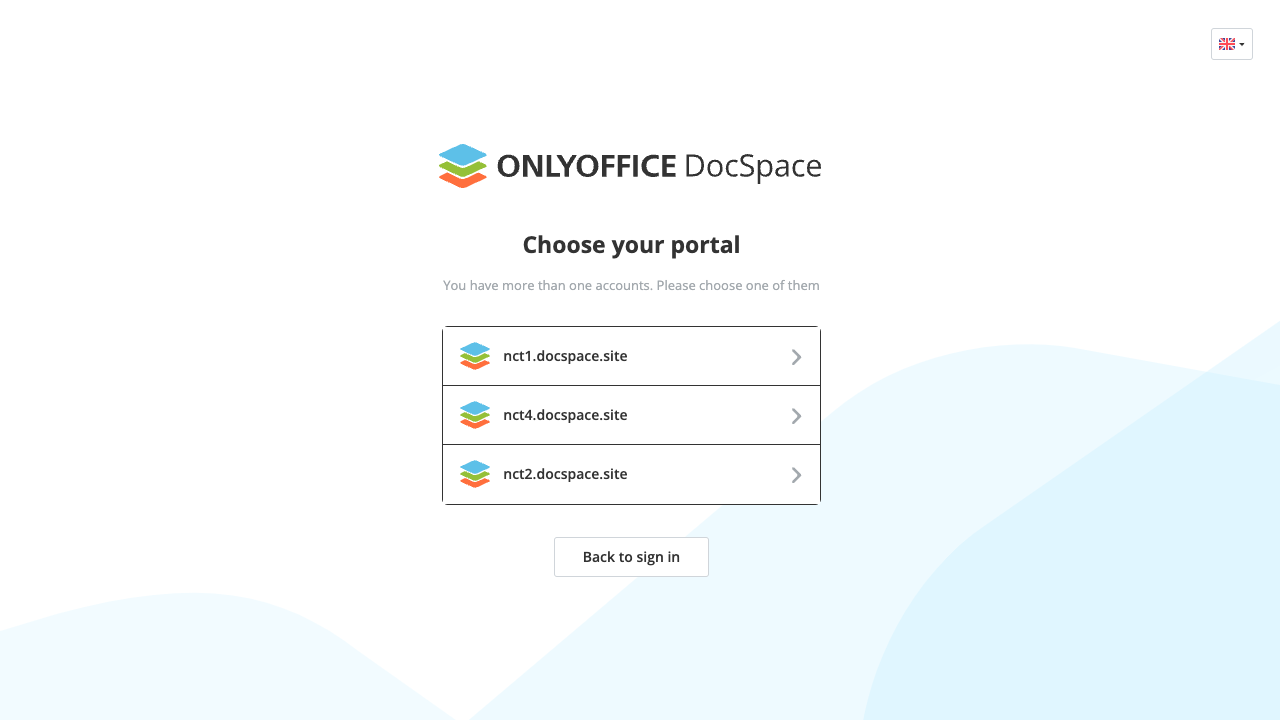 ONLYOFFICE DocSpace
Choose your portal
You have more than one accounts. Please choose one of them
nct1.docspace.site
nct4.docspace.site
nct2.docspace.site
Back to sign in